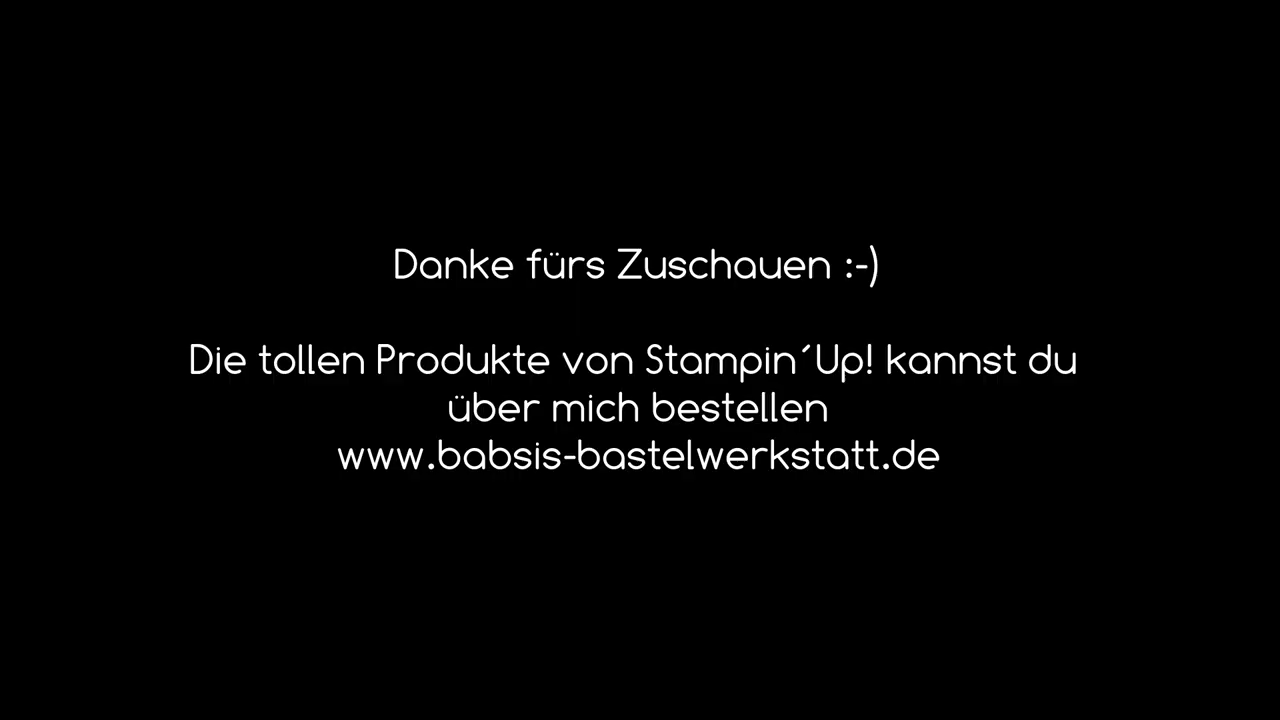 Danke fürs Zuschauen :-)
Die tollen Produkte von Stampin´Up! kannst du
über mich bestellen
www.babsis-bastelwerkstatt.de